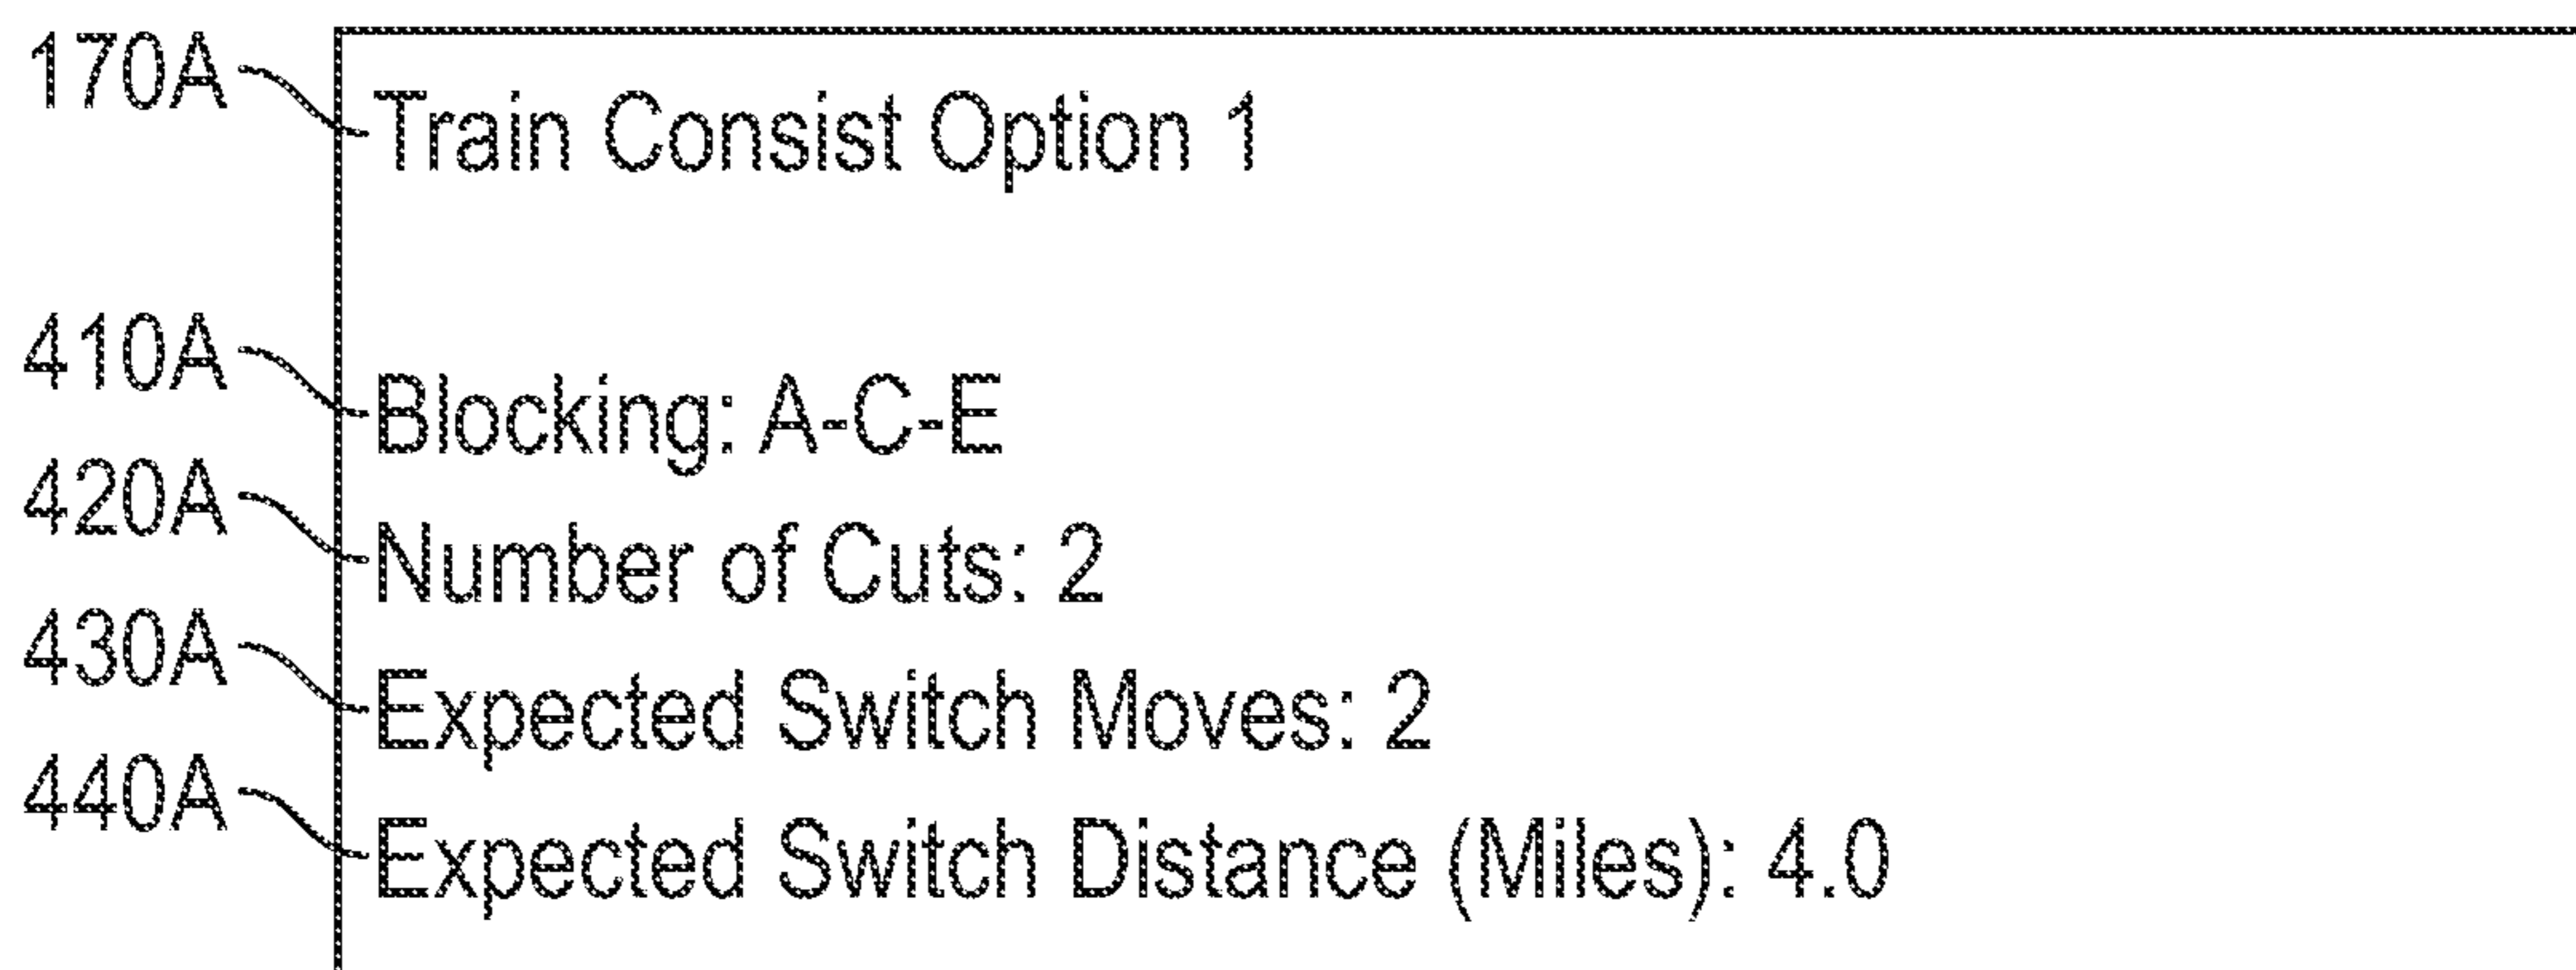 170A Train Consist Option 1
410A Blocking: A-C-E
420A Number of Cuts: 2
430A Expected Switch Moves: 2
440A Expected Switch Distance (Miles): 4.0